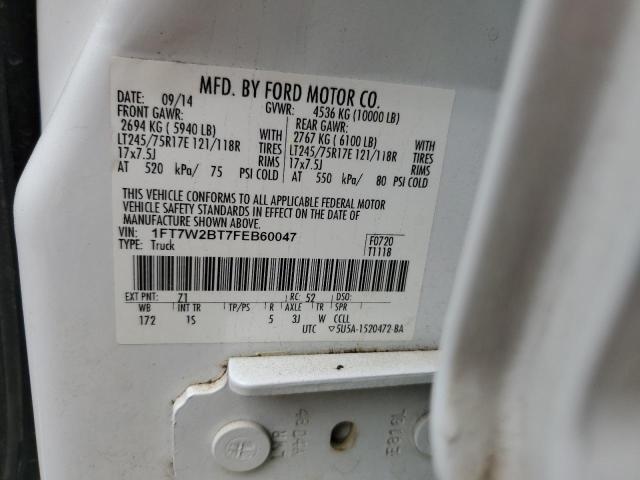 MFD. BY FORD MOTOR CO.
DATE: 09/14 GVWR: 4536 KG (10000 LB)
FRONT GAWR: REAR GAWR:
2694 KG ( 5940 LB) WITH 2767 KG ( 6100 LB) WITH
LT245/75R17E 121/118R TIRES LT245/75R17E 121/118R TIRES
17x7.5J RIMS 17x7.5J RIMS
AT 520 kPa/ 75 PSI COLD AT 550 kPa/ 80 PSI COLD
THIS VEHICLE CONFORMS TO ALL APPLICABLE FEDERAL MOTOR
VEHICLE SAFETY STANDARDS IN EFFECT ON THE DATE OF
MANUFACTURE SHOWN ABOVE.
VIN: 1FT7W2BT7FEB60047 F0720
TYPE: Truck T1118
EXT PNT: Z1 RC: 52 DSO:
WB INT TR TP/PS R AXLE TR SPR
172 1S 5 3J W CCLL
UTC ▽5U5A-1520472-BA